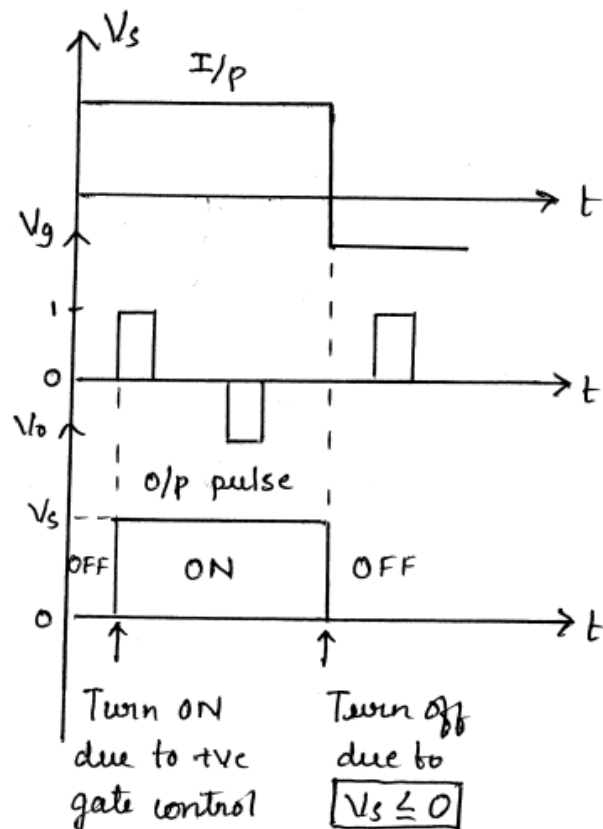 Vs
I/p
t
Vg
1
0
t
Vo
O/p pulse
Vs
OFF ON OFF
0
t
Turn ON
due to +ve
gate control
Turn off
due to
Vs ≤ 0